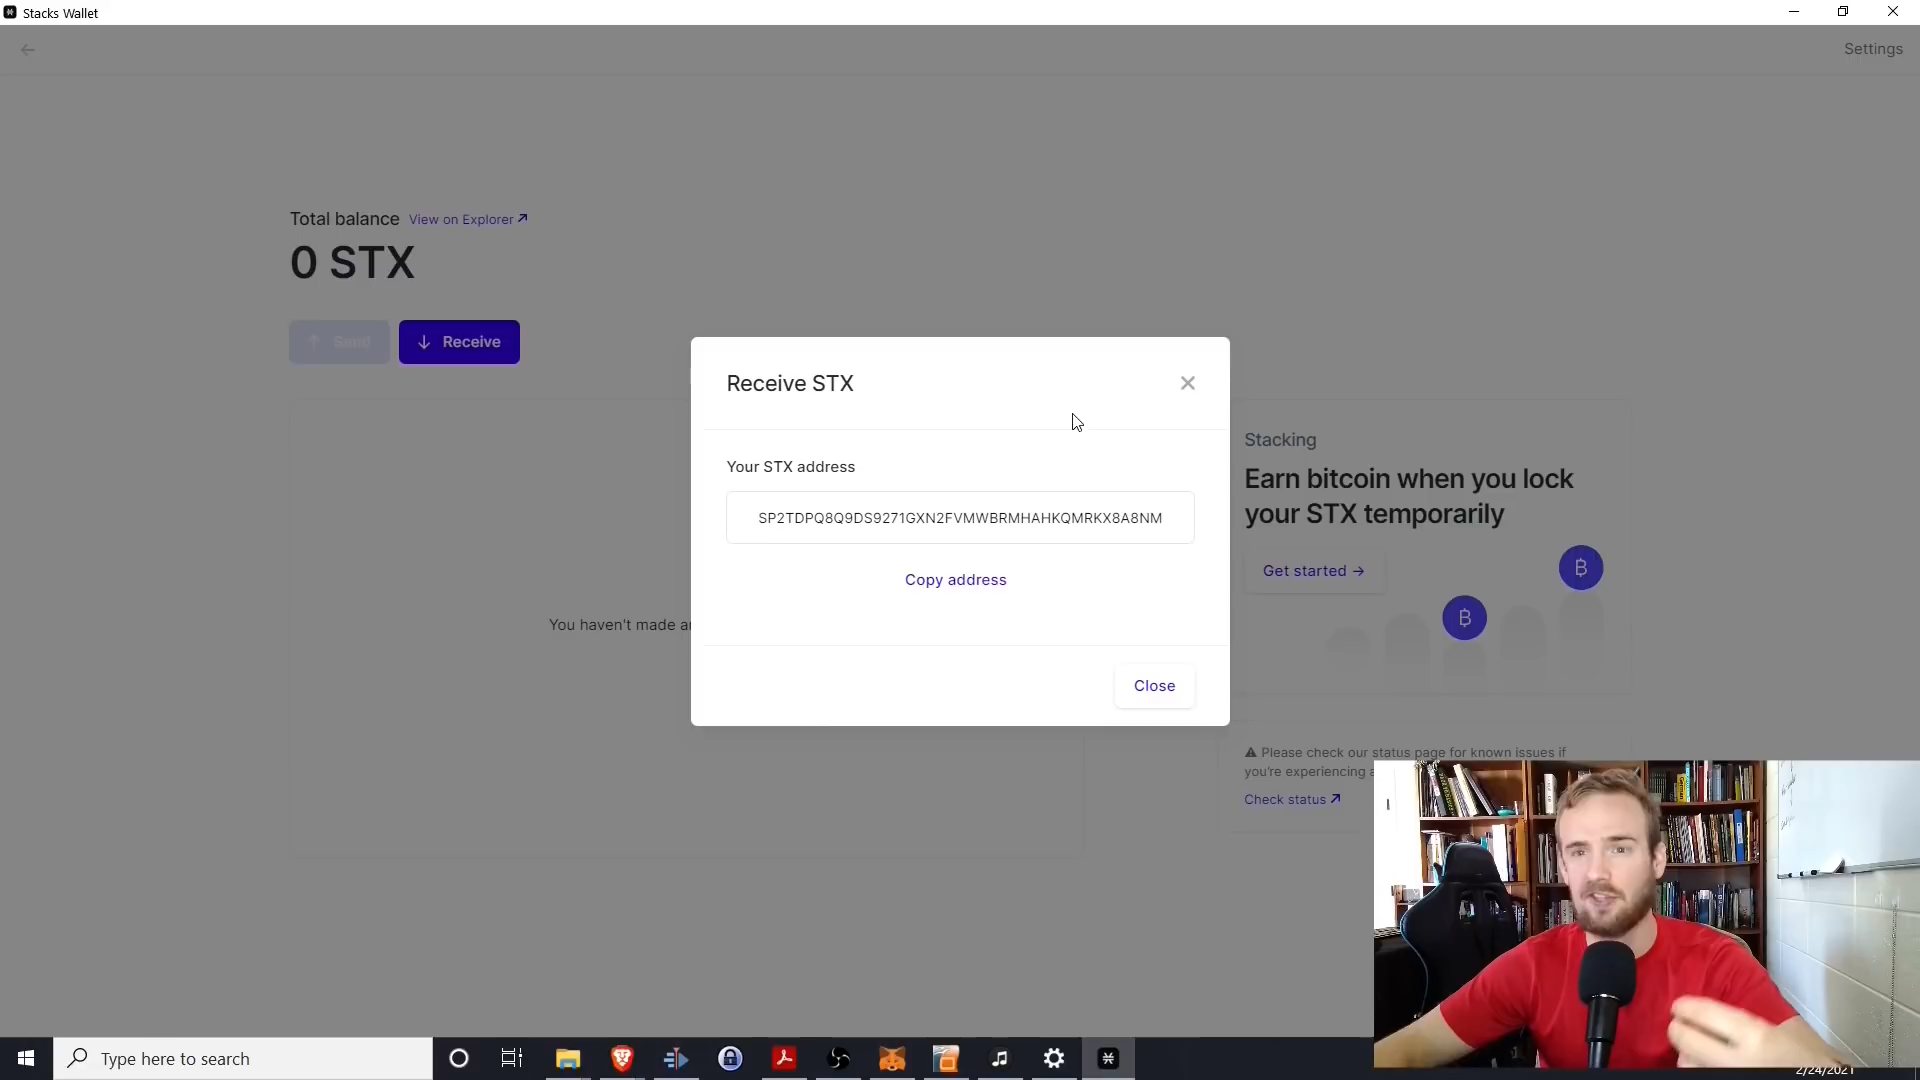 Stacks Wallet
Settings
Total balance View on Explorer
0 STX
Send
Receive
Receive STX
Your STX address
SP2TDPQ8Q9DS9271GXN2FVMWBRMHAHKQMRKX8A8NM
Copy address
Close
You haven't made
Stacking
Earn bitcoin when you lock
your STX temporarily
Get started →
Please check our status page for known issues if
you're experiencing
Check status
Type here to search
2/24/2021